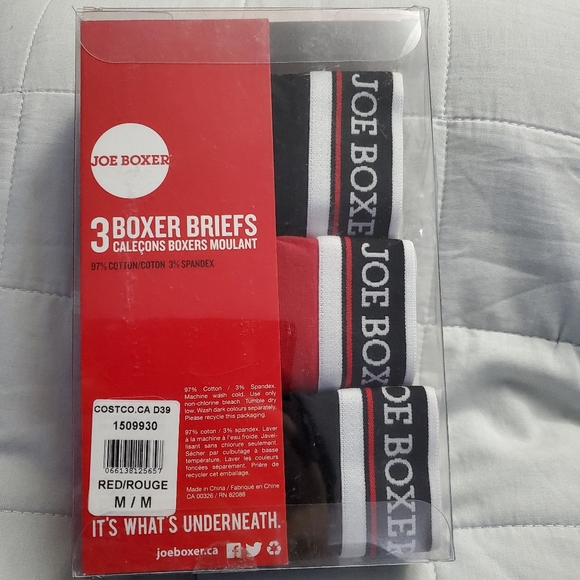 JOE BOXER
3 BOXER BRIEFS
CALEÇONS BOXERS MOULANT
97% COTTON/COTON 3% SPANDEX
97% Cotton / 3% Spandex.
Machine wash cold. Use only
non-chlorine bleach. Tumble dry
low. Wash dark colours separately.
Please recycle this packaging.
97% coton / 3% spandex. Laver
à la machine à l'eau froide. Javel-
lisant sans chlorure seulement.
Sécher par culbutage à basse
température. Laver les couleurs
foncées séparément. Prière de
recyclez cet emballage.
Made in China / Fabriqué en Chine
CA 00326 / RN 82088
COSTCO.CA D39
1509930
066138125657
RED/ROUGE
M / M
IT'S WHAT'S UNDERNEATH.
joeboxer.ca
JOE BOXE
JOE BOX
OE BOXER